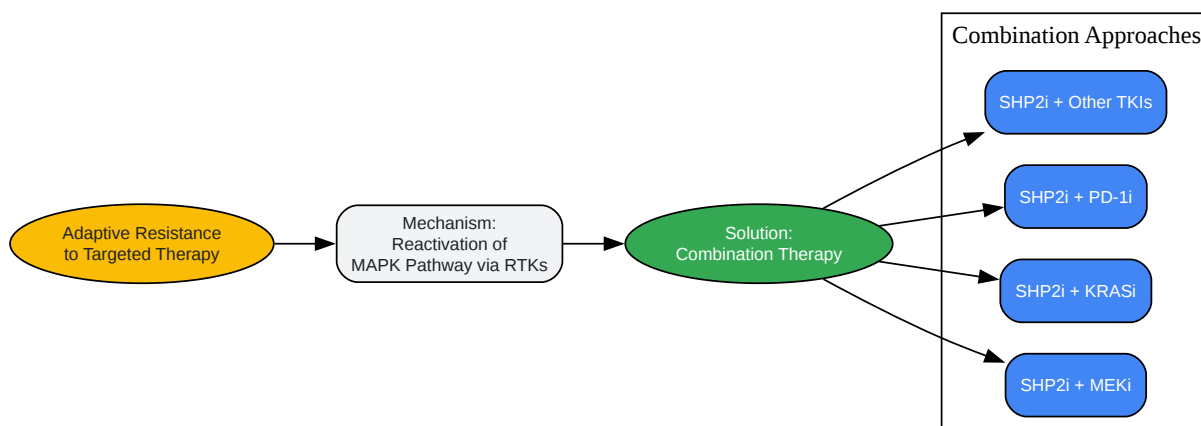 Combination Approaches
SHP2i + Other TKIs
SHP2i + PD-1i
Adaptive Resistance
to Targeted Therapy
Mechanism:
Reactivation of
MAPK Pathway via RTKs
Solution:
Combination Therapy
SHP2i + KRASi
SHP2i + MEKi